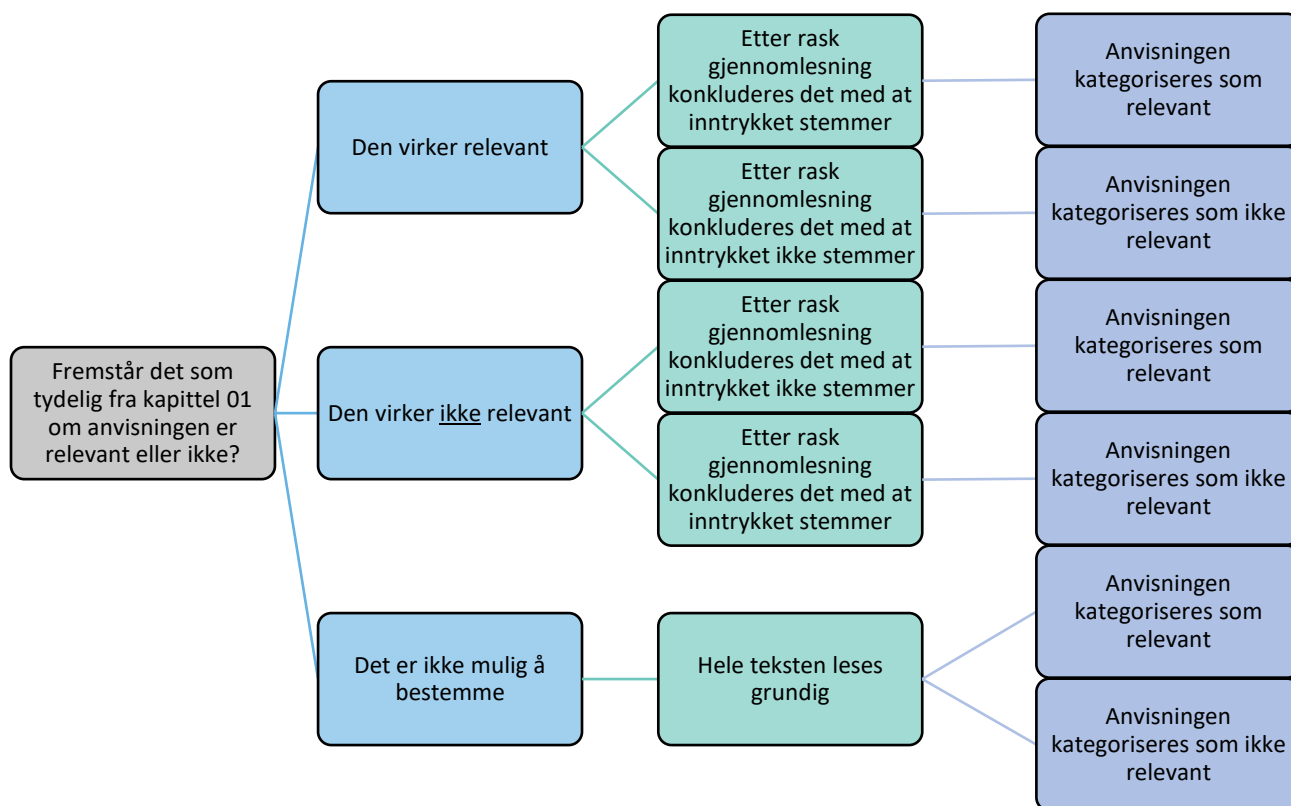 Fremstår det som
tydelig fra kapittel 01
om anvisningen er
relevant eller ikke?
Den virker relevant
Etter rask
gjennomlesning
konkluderes det med at
inntrykket stemmer
Anvisningen
kategoriseres som
relevant
Etter rask
gjennomlesning
konkluderes det med at
inntrykket ikke stemmer
Anvisningen
kategoriseres som ikke
relevant
Den virker ikke relevant
Etter rask
gjennomlesning
konkluderes det med at
inntrykket ikke stemmer
Anvisningen
kategoriseres som
relevant
Etter rask
gjennomlesning
konkluderes det med at
inntrykket stemmer
Anvisningen
kategoriseres som ikke
relevant
Det er ikke mulig å
bestemme
Hele teksten leses
grundig
Anvisningen
kategoriseres som
relevant
Anvisningen
kategoriseres som ikke
relevant